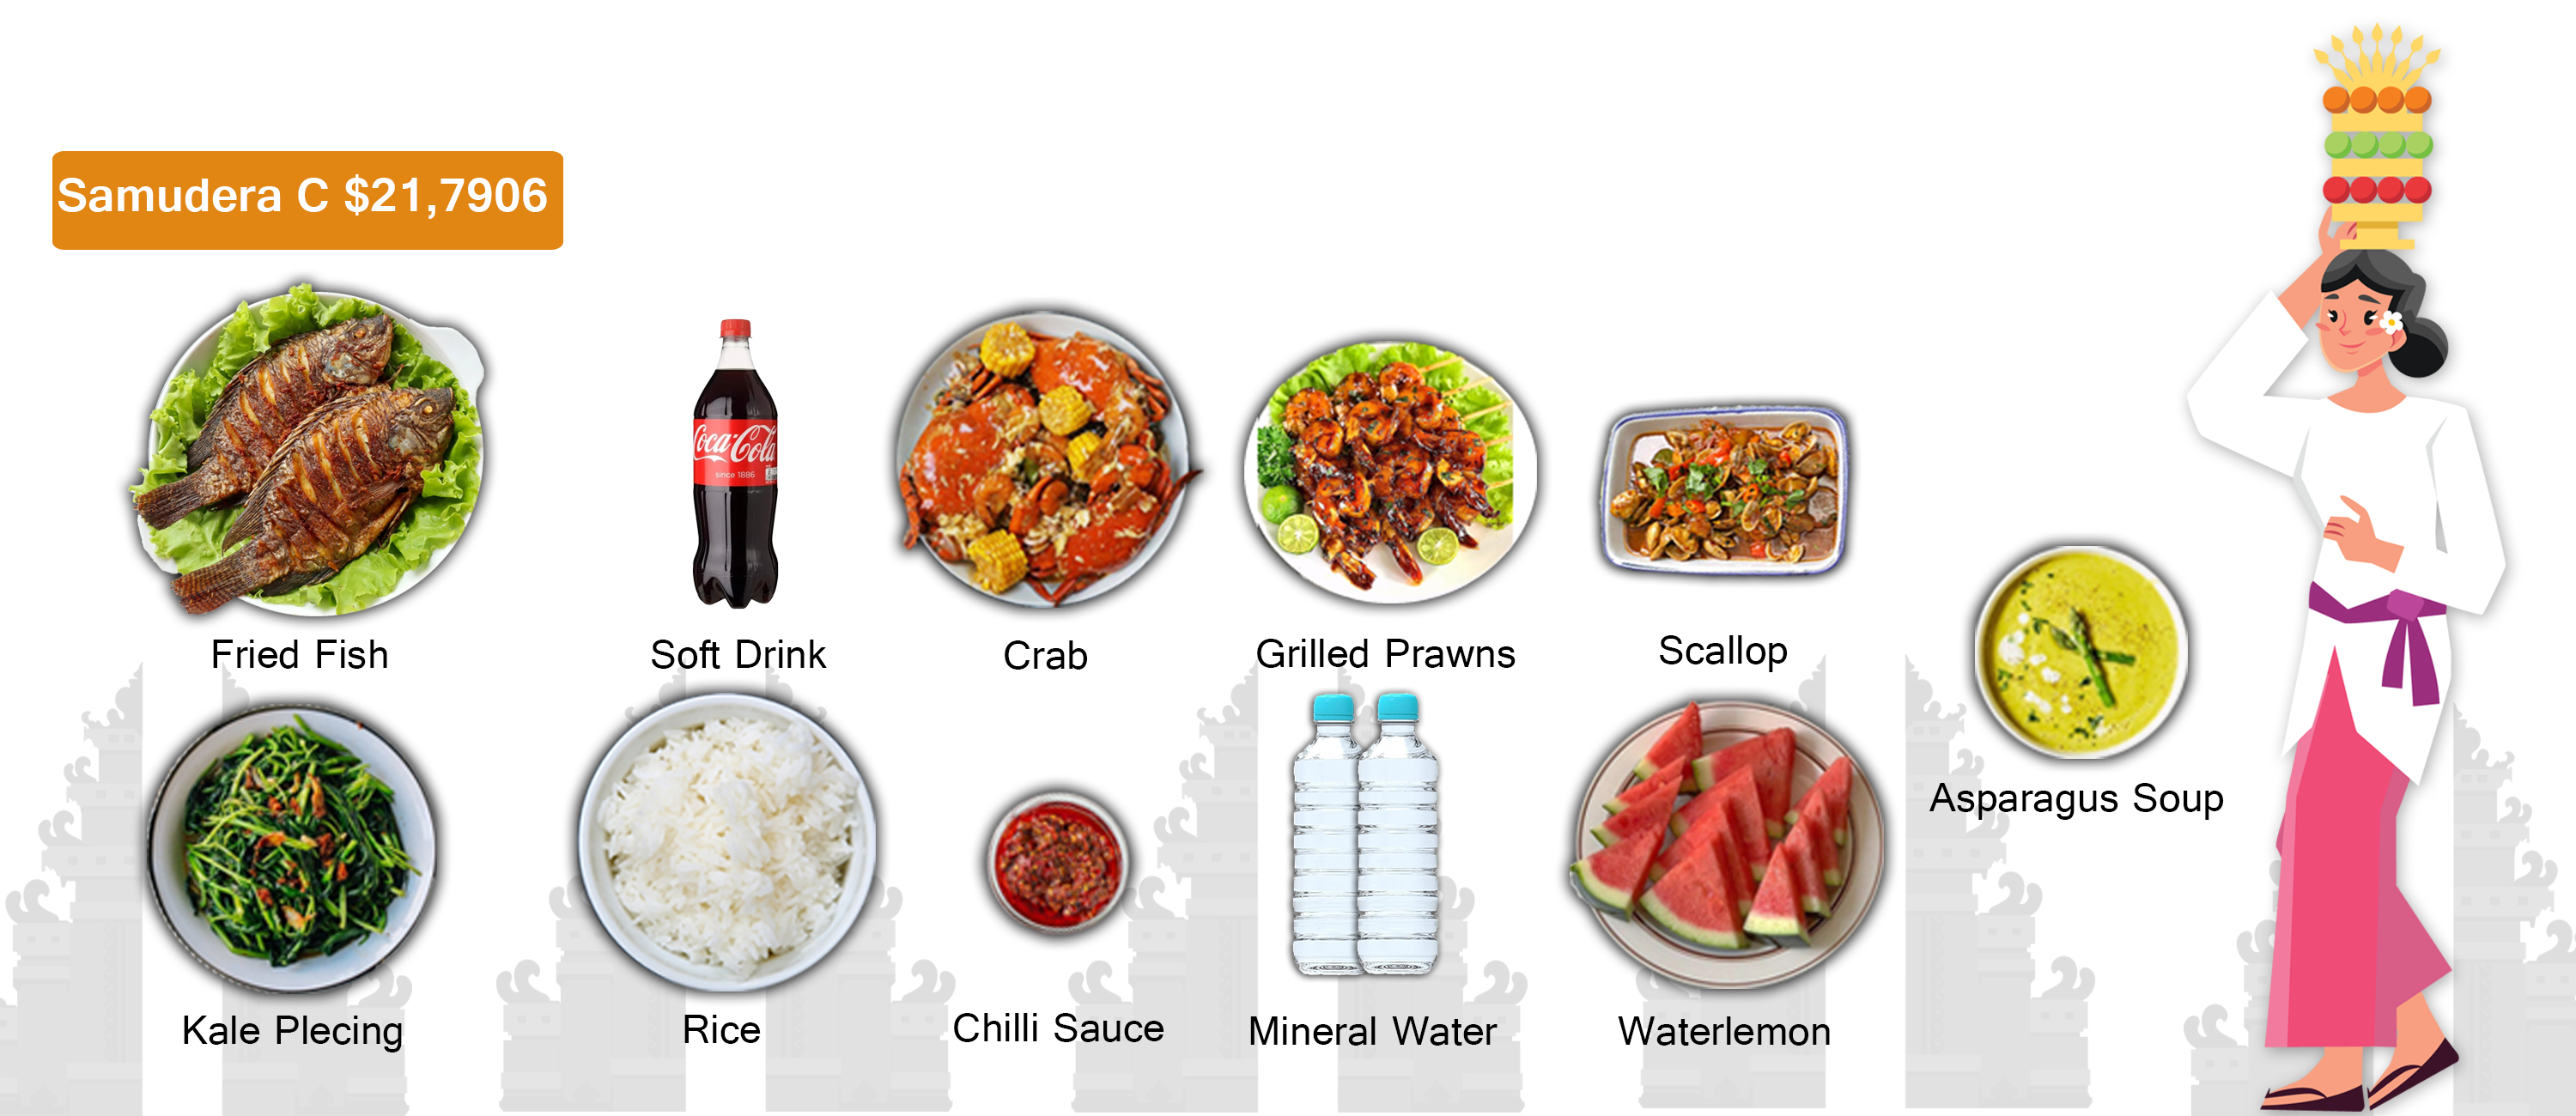 Samudera C $21,7906
Coca-Cola
since 1886
Fried Fish
Soft Drink
Crab
Grilled Prawns
Scallop
Asparagus Soup
Kale Plecing
Rice
Chilli Sauce
Mineral Water
Waterlemon